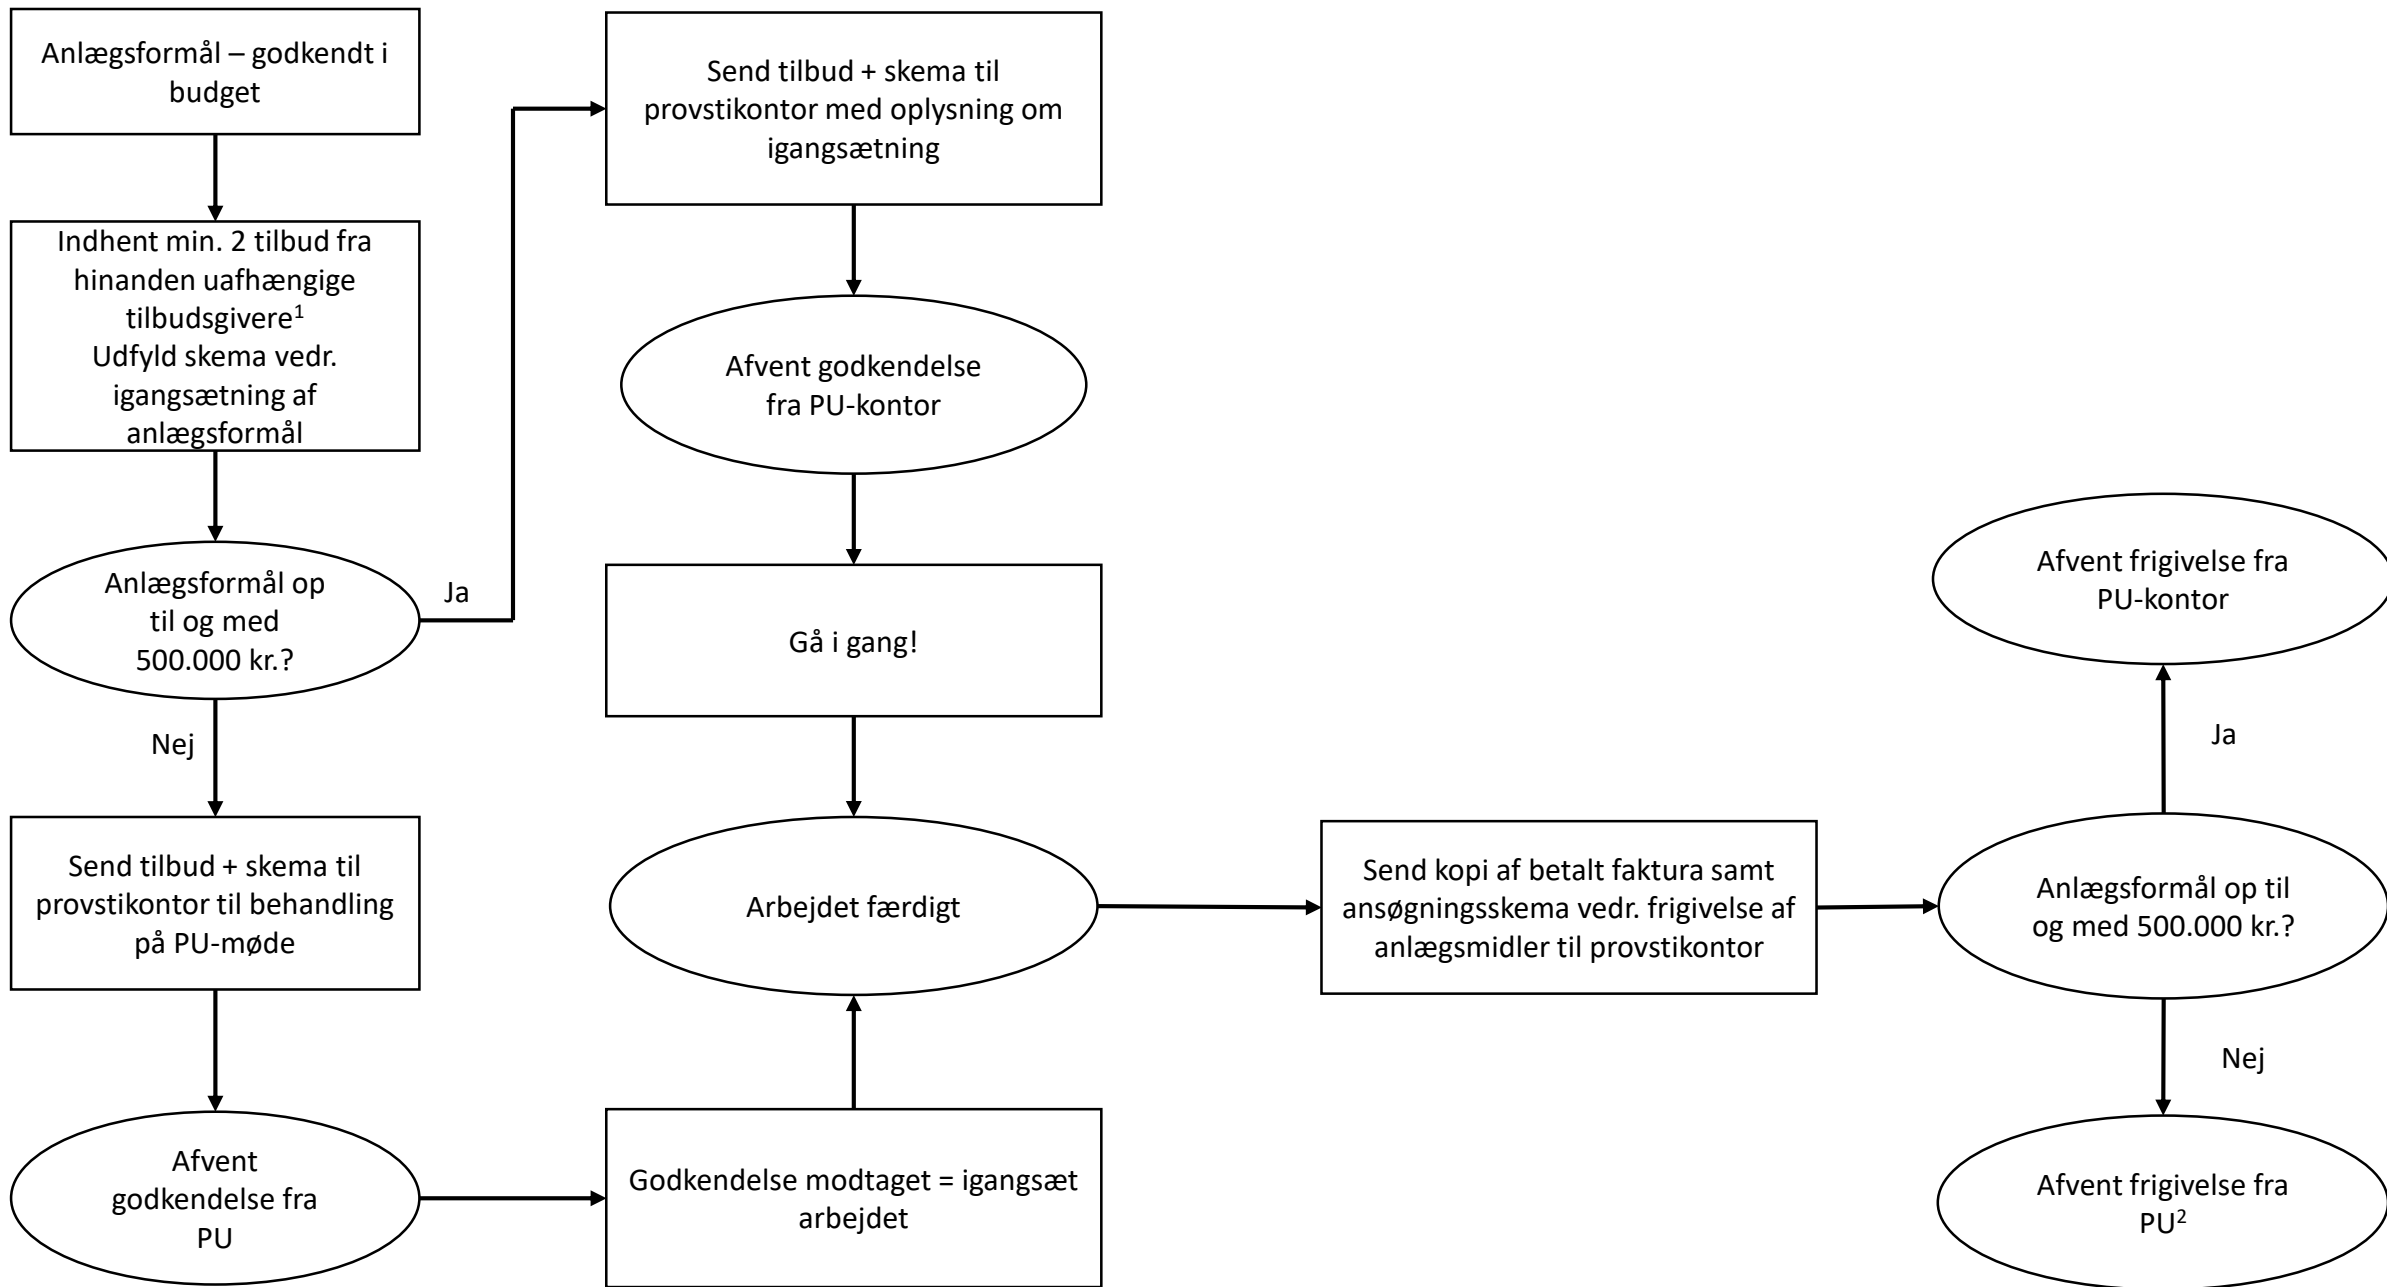 Anlægsformål – godkendt i
budget
Indhent min. 2 tilbud fra
hinanden uafhængige
tilbudsgivere¹
Udfyld skema vedr.
igangsætning af
anlægsformål
Anlægsformål op
til og med
500.000 kr.?
Ja
Nej
Send tilbud + skema til
provstikontor til behandling
på PU-møde
Afvent
godkendelse fra
PU
Send tilbud + skema til
provstikontor med oplysning om
igangsætning
Afvent godkendelse
fra PU-kontor
Gå i gang!
Arbejdet færdigt
Godkendelse modtaget = igangsæt
arbejdet
Send kopi af betalt faktura samt
ansøgningsskema vedr. frigivelse af
anlægsmidler til provstikontor
Afvent frigivelse fra
PU-kontor
Ja
Anlægsformål op til
og med 500.000 kr.?
Nej
Afvent frigivelse fra
PU²